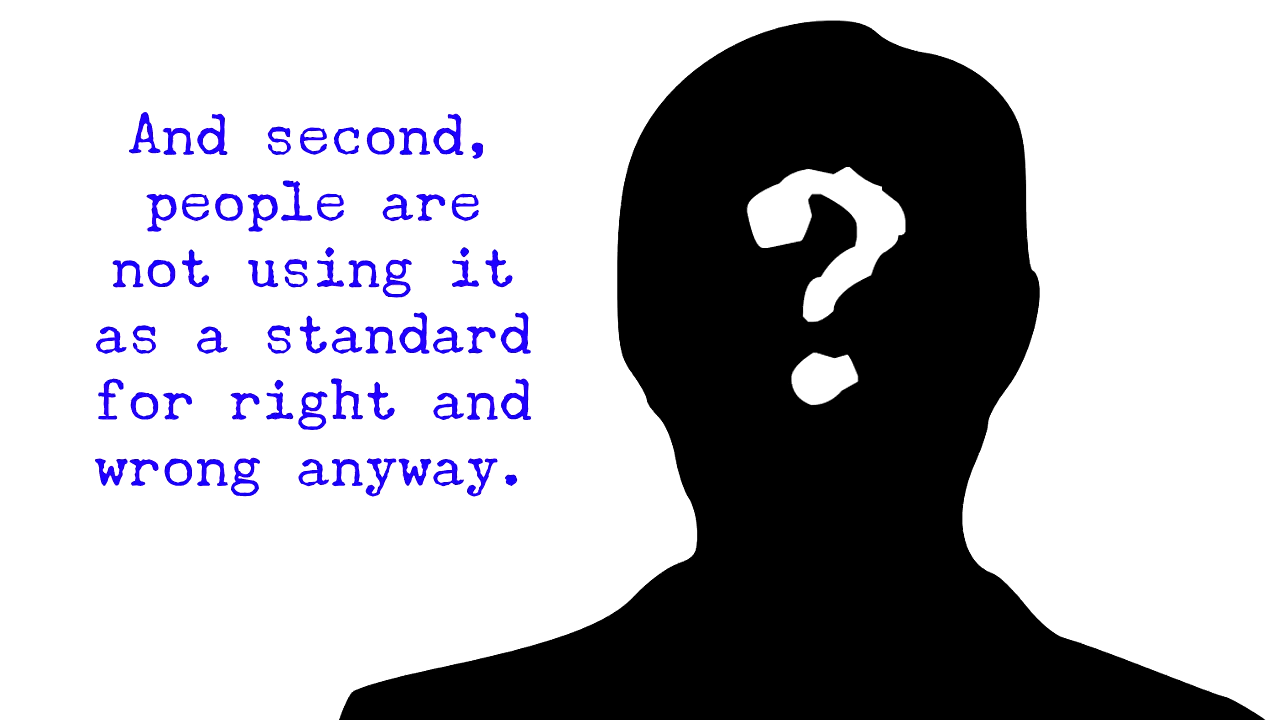 And second,
people are
not using it
as a standard
for right and
wrong anyway.
?